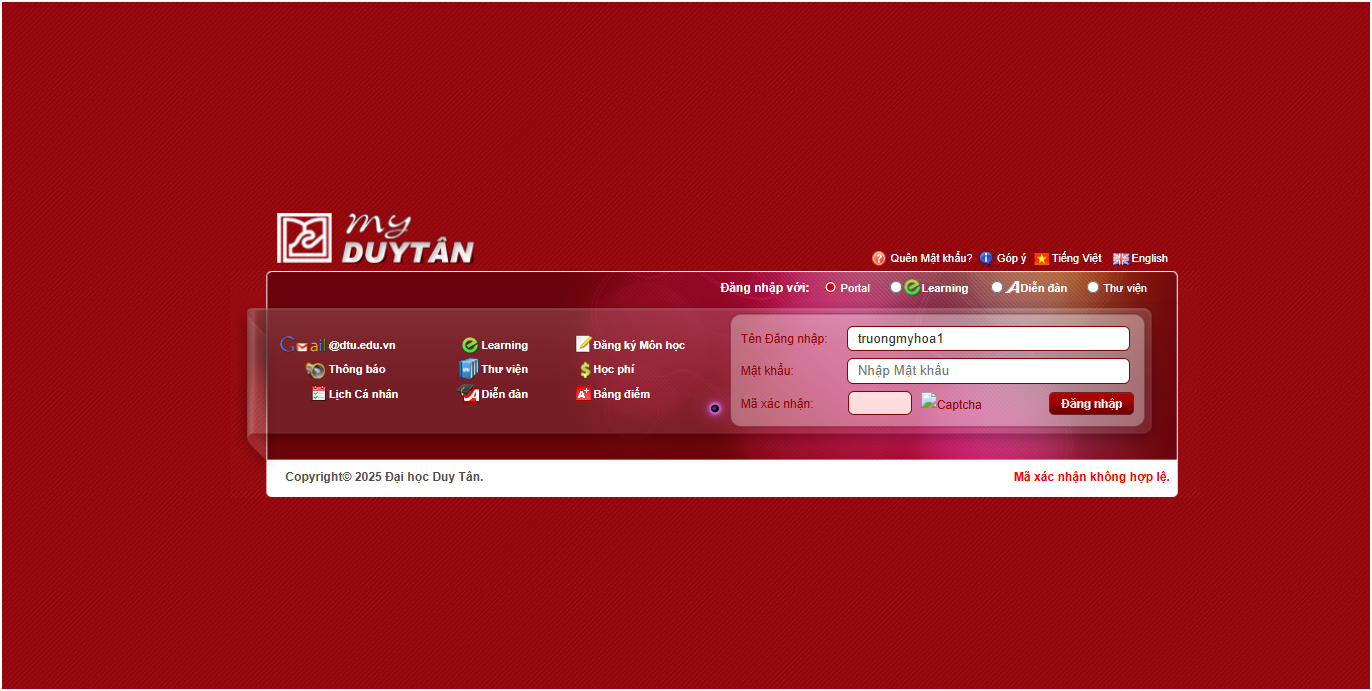 my
DUYTÂN
Quên Mật khẩu? Góp ý Tiếng Việt English
Đăng nhập với: Portal Learning Diễn đàn Thư viện
Gmail @dtu.edu.vn Learning Đăng ký Môn học
Thông báo Thư viện Học phí
Lịch Cá nhân Diễn đàn Bảng điểm
Tên Đăng nhập: truongmyhoa1
Mật khẩu: Nhập Mật khẩu
Mã xác nhận: Captcha Đăng nhập
Copyright© 2025 Đại học Duy Tân. Mã xác nhận không hợp lệ.